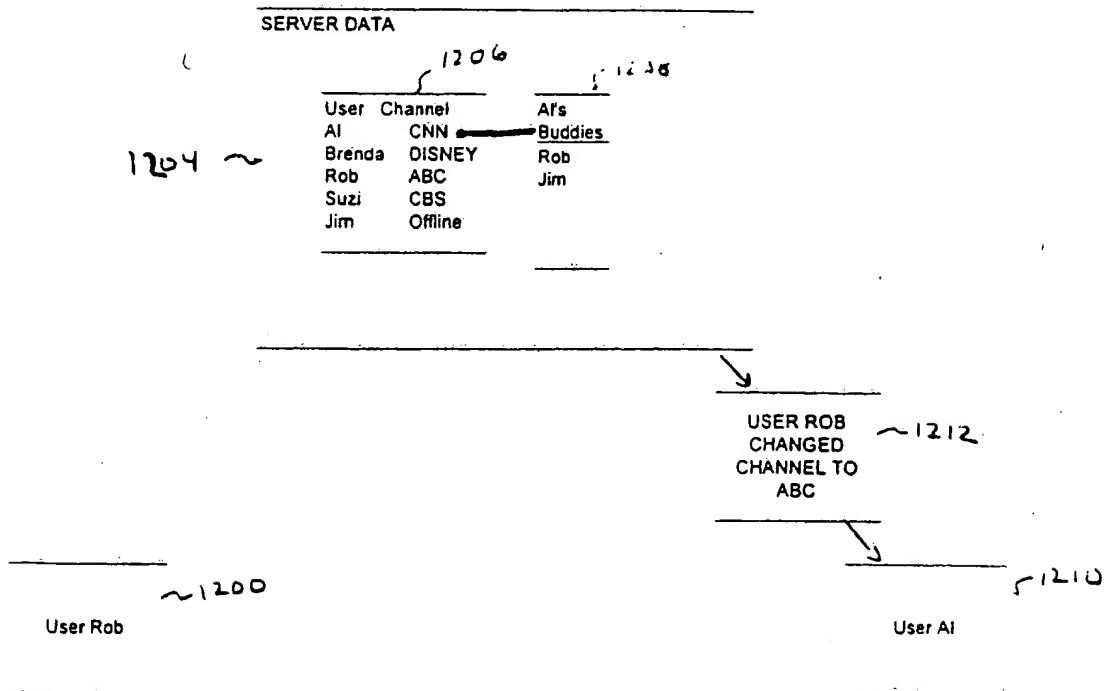 SERVER DATA
1206
User Channel
Al CNN
Brenda DISNEY
Rob ABC
Suzi CBS
Jim Offline
Al's
Buddies
Rob
Jim
1204
USER ROB
CHANGED
CHANNEL TO
ABC
1212
1200
User Rob
1210
User Al